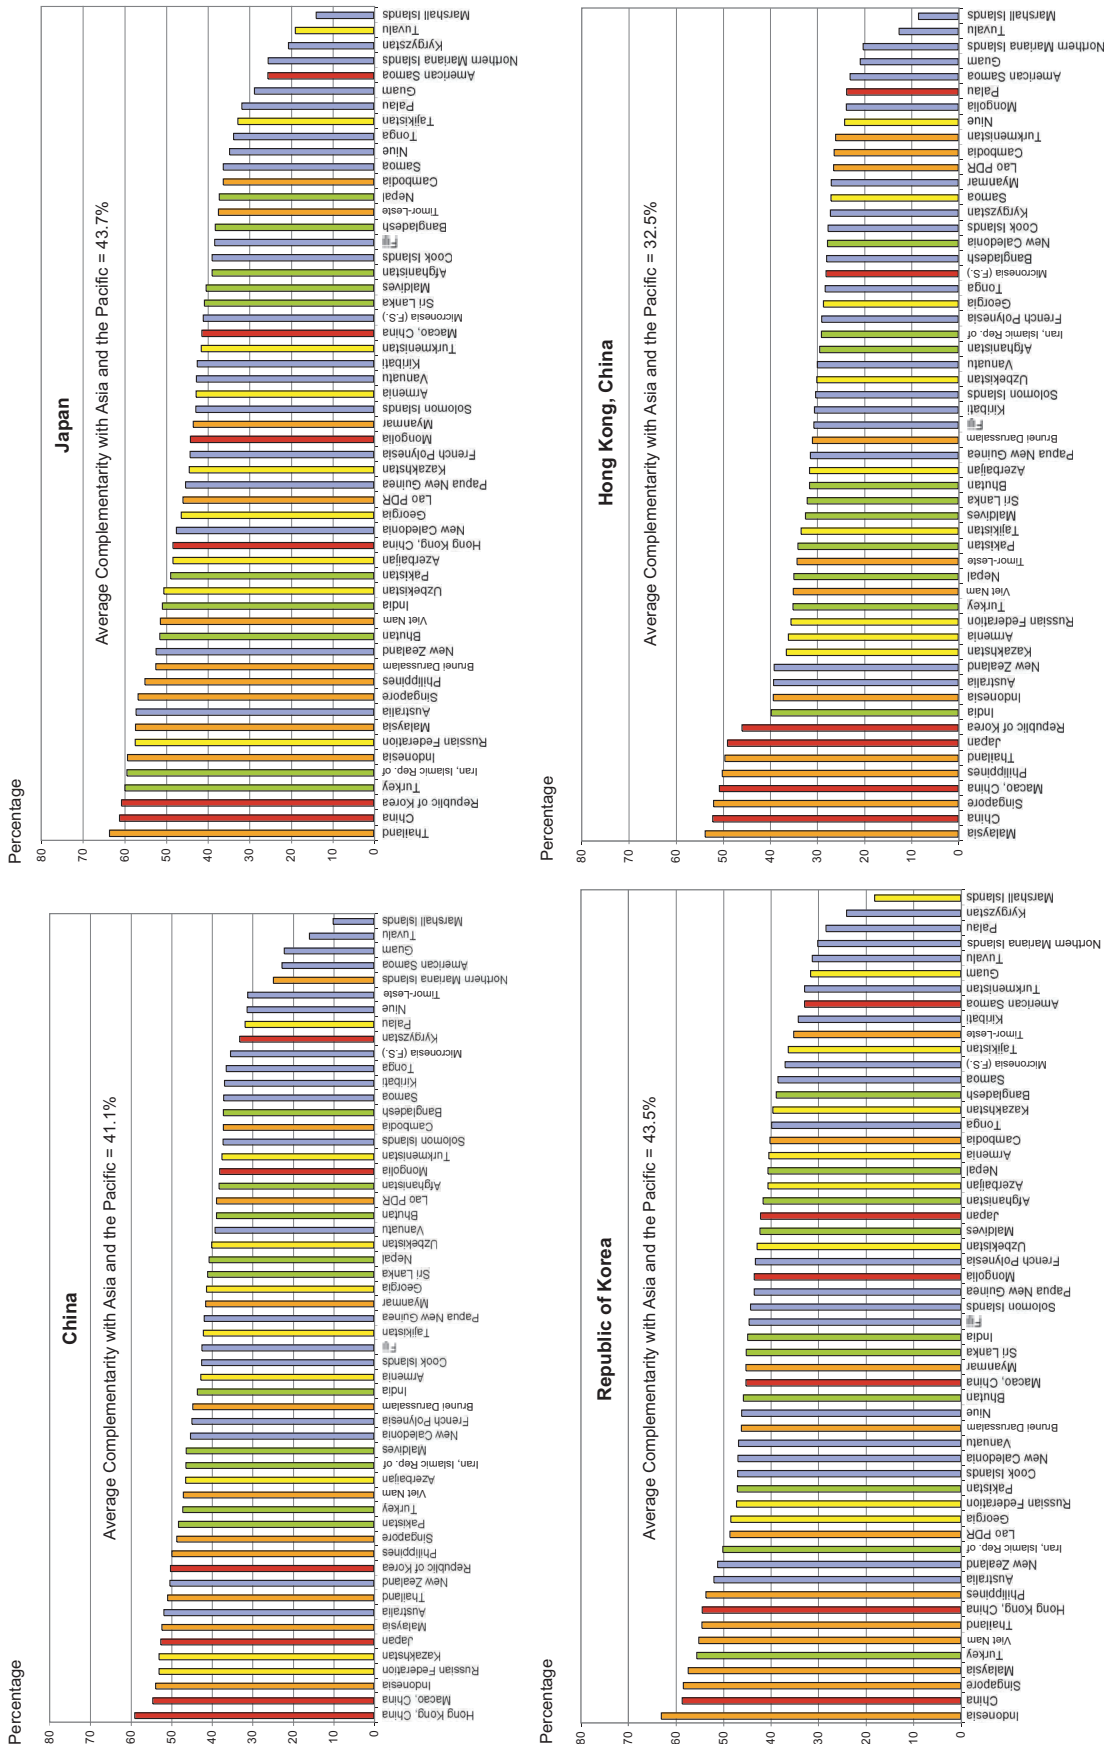 Japan
Average Complementarity with Asia and the Pacific = 43.7%
Percentage
80
70
60
50
40
30
20
10
0
Marshall Islands
Tuvalu
Kyrgyzstan
Northern Mariana Islands
American Samoa
Guam
Palau
Tajikistan
Tonga
Niue
Samoa
Cambodia
Nepal
Timor-Leste
Bangladesh
Cook Islands
Afghanistan
Maldives
Sri Lanka
Micronesia (F.S.)
Macao, China
Turkmenistan
Kiribati
Vanuatu
Armenia
Solomon Islands
Myanmar
Mongolia
French Polynesia
Kazakhstan
Papua New Guinea
Lao PDR
Georgia
New Caledonia
Hong Kong, China
Azerbaijan
Pakistan
Uzbekistan
India
Viet Nam
Bhutan
New Zealand
Brunei Darussalam
Philippines
Singapore
Australia
Malaysia
Russian Federation
Indonesia
Iran, Islamic Rep. of
Turkey
Republic of Korea
China
Thailand
Hong Kong, China
Average Complementarity with Asia and the Pacific = 32.5%
Percentage
80
70
60
50
40
30
20
10
0
Marshall Islands
Tuvalu
Northern Mariana Islands
Guam
American Samoa
Palau
Mongolia
Niue
Turkmenistan
Cambodia
Lao PDR
Myanmar
Samoa
Kyrgyzstan
Cook Islands
New Caledonia
Bangladesh
Micronesia (F.S.)
Tonga
Georgia
French Polynesia
Iran, Islamic Rep. of
Afghanistan
Vanuatu
Uzbekistan
Solomon Islands
Kiribati
Brunei Darussalam
Papua New Guinea
Azerbaijan
Bhutan
Sri Lanka
Maldives
Tajikistan
Pakistan
Timor-Leste
Nepal
Viet Nam
Turkey
Russian Federation
Armenia
Kazakhstan
New Zealand
Australia
Indonesia
India
Republic of Korea
Japan
Thailand
Philippines
Macao, China
Singapore
China
Malaysia
China
Average Complementarity with Asia and the Pacific = 41.1%
Percentage
80
70
60
50
40
30
20
10
0
Marshall Islands
Tuvalu
Guam
American Samoa
Northern Mariana Islands
Timor-Leste
Niue
Palau
Kyrgyzstan
Micronesia (F.S.)
Tonga
Kiribati
Samoa
Bangladesh
Cambodia
Solomon Islands
Turkmenistan
Mongolia
Afghanistan
Lao PDR
Bhutan
Vanuatu
Uzbekistan
Nepal
Sri Lanka
Georgia
Myanmar
Papua New Guinea
Tajikistan
Cook Islands
Armenia
India
Brunei Darussalam
French Polynesia
New Caledonia
Maldives
Iran, Islamic Rep. of
Azerbaijan
Viet Nam
Turkey
Pakistan
Singapore
Philippines
Republic of Korea
New Zealand
Thailand
Australia
Malaysia
Japan
Kazakhstan
Russian Federation
Indonesia
Macao, China
Hong Kong, China
Republic of Korea
Average Complementarity with Asia and the Pacific = 43.5%
Percentage
80
70
60
50
40
30
20
10
0
Marshall Islands
Kyrgyzstan
Palau
Northern Mariana Islands
Tuvalu
Guam
Turkmenistan
American Samoa
Kiribati
Timor-Leste
Tajikistan
Micronesia (F.S.)
Samoa
Bangladesh
Kazakhstan
Tonga
Cambodia
Armenia
Nepal
Azerbaijan
Afghanistan
Japan
Maldives
Uzbekistan
French Polynesia
Mongolia
Papua New Guinea
Solomon Islands
India
Sri Lanka
Myanmar
Macao, China
Bhutan
Niue
Brunei Darussalam
Vanuatu
New Caledonia
Cook Islands
Pakistan
Russian Federation
Georgia
Lao PDR
Iran, Islamic Rep. of
New Zealand
Australia
Philippines
Hong Kong, China
Thailand
Viet Nam
Turkey
Malaysia
Singapore
China
Indonesia